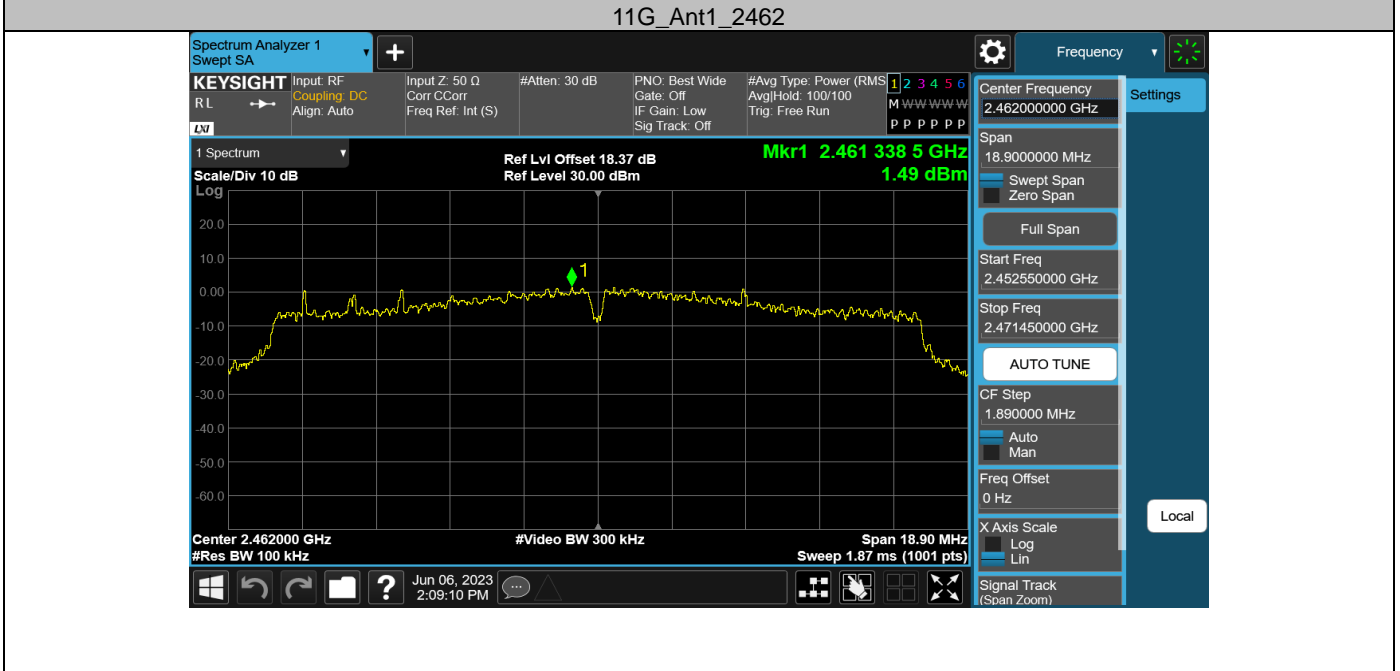 11G_Ant1_2462
Spectrum Analyzer 1
Swept SA
Frequency
KEYSIGHT
RL
LXI
Input: RF
Coupling: DC
Align: Auto
Input Z: 50 Ω
Corr CCorr
Freq Ref: Int (S)
#Atten: 30 dB
PNO: Best Wide
Gate: Off
IF Gain: Low
Sig Track: Off
#Avg Type: Power (RMS
Avg|Hold: 100/100
Trig: Free Run
1 2 3 4 5 6
M W W W W W
P P P P P P
1 Spectrum
Scale/Div 10 dB
Log
Ref Lvl Offset 18.37 dB
Ref Level 30.00 dBm
Mkr1 2.461 338 5 GHz
1.49 dBm
20.0
10.0
0.00
-10.0
-20.0
-30.0
-40.0
-50.0
-60.0
1
Center 2.462000 GHz
#Res BW 100 kHz
#Video BW 300 kHz
Span 18.90 MHz
Sweep 1.87 ms (1001 pts)
Jun 06, 2023
2:09:10 PM
Center Frequency
2.462000000 GHz
Span
18.9000000 MHz
Swept Span
Zero Span
Full Span
Start Freq
2.452550000 GHz
Stop Freq
2.471450000 GHz
AUTO TUNE
CF Step
1.890000 MHz
Auto
Man
Freq Offset
0 Hz
X Axis Scale
Log
Lin
Signal Track
(Span Zoom)
Settings
Local